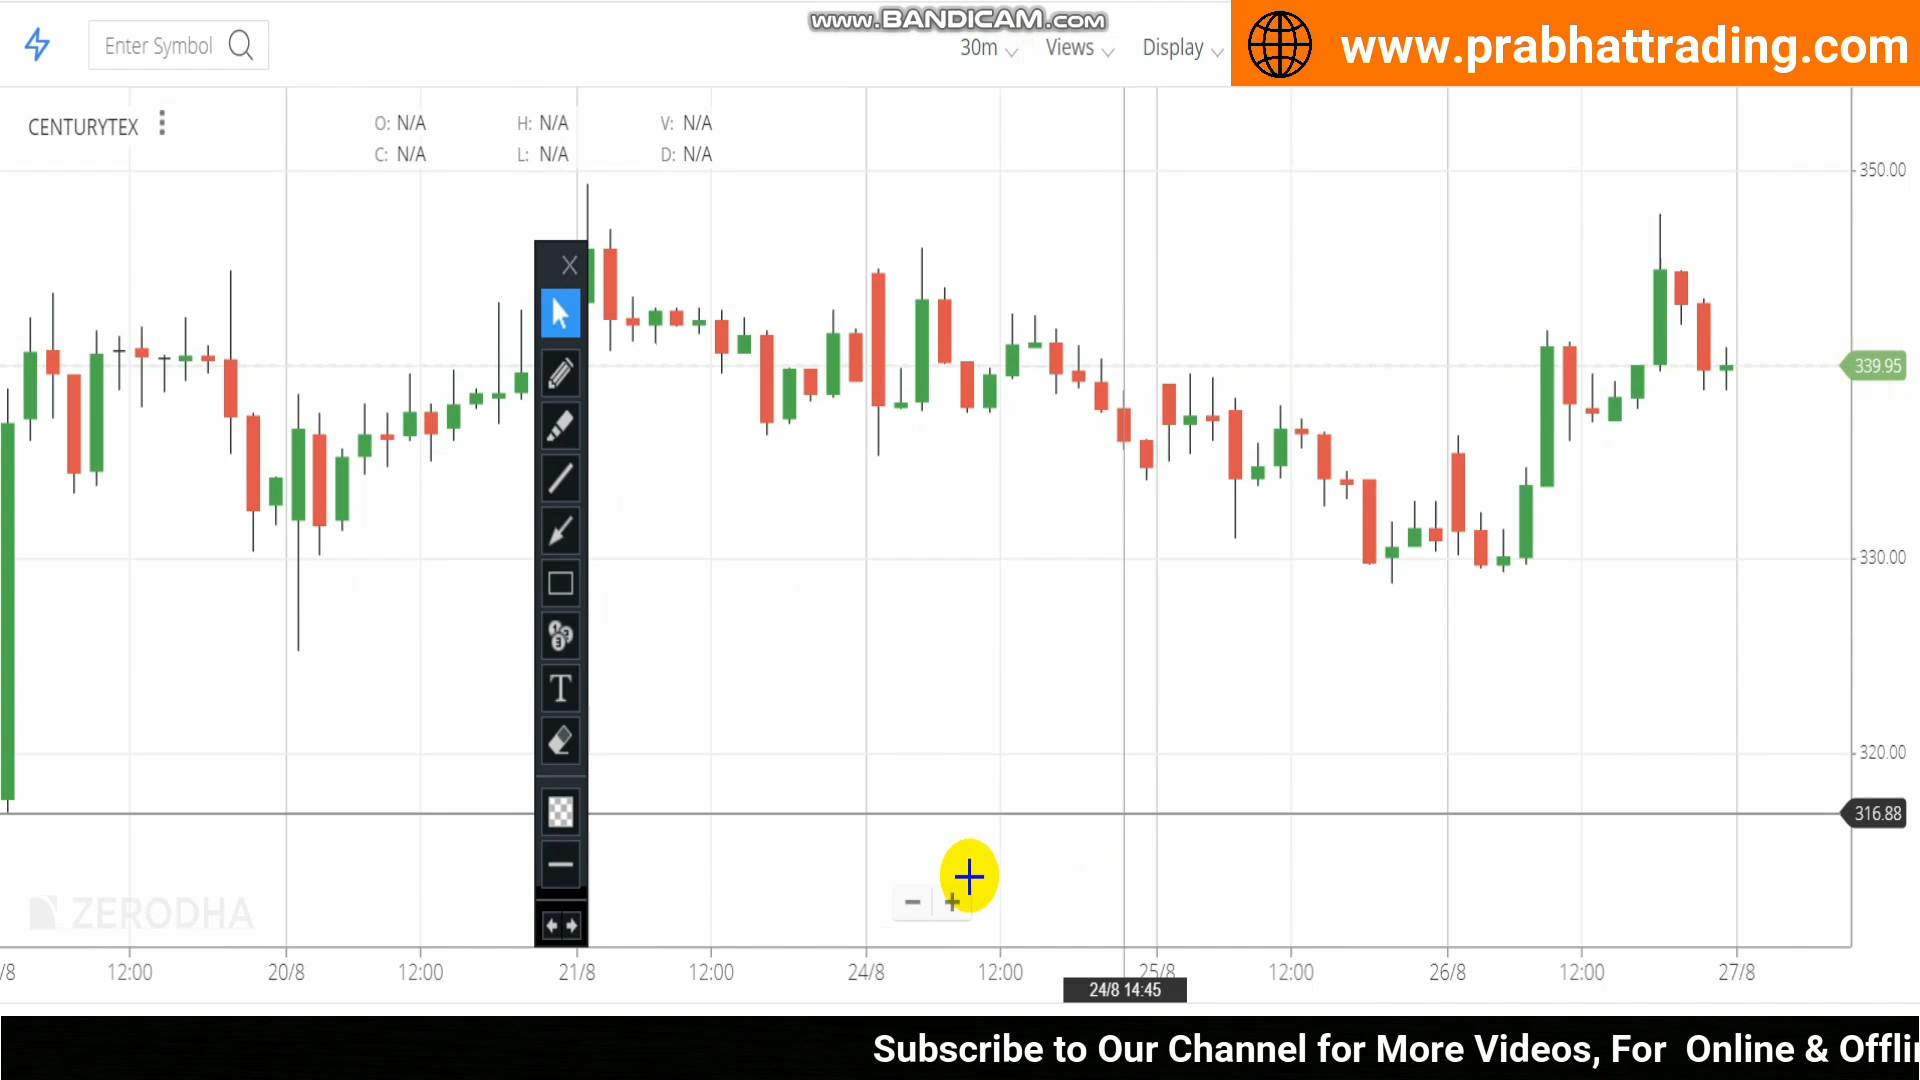 www.BANDICAM.com
www.prabhattrading.com
Enter Symbol
30m
Views
Display
CENTURYTEX
O: N/A
H: N/A
V: N/A
C: N/A
L: N/A
D: N/A
350.00
339.95
330.00
320.00
316.88
X
T
ZERODHA
/8
12:00
20/8
12:00
21/8
12:00
24/8
12:00
25/8
12:00
26/8
12:00
27/8
24/8 14:45
Subscribe to Our Channel for More Videos, For Online & Offli